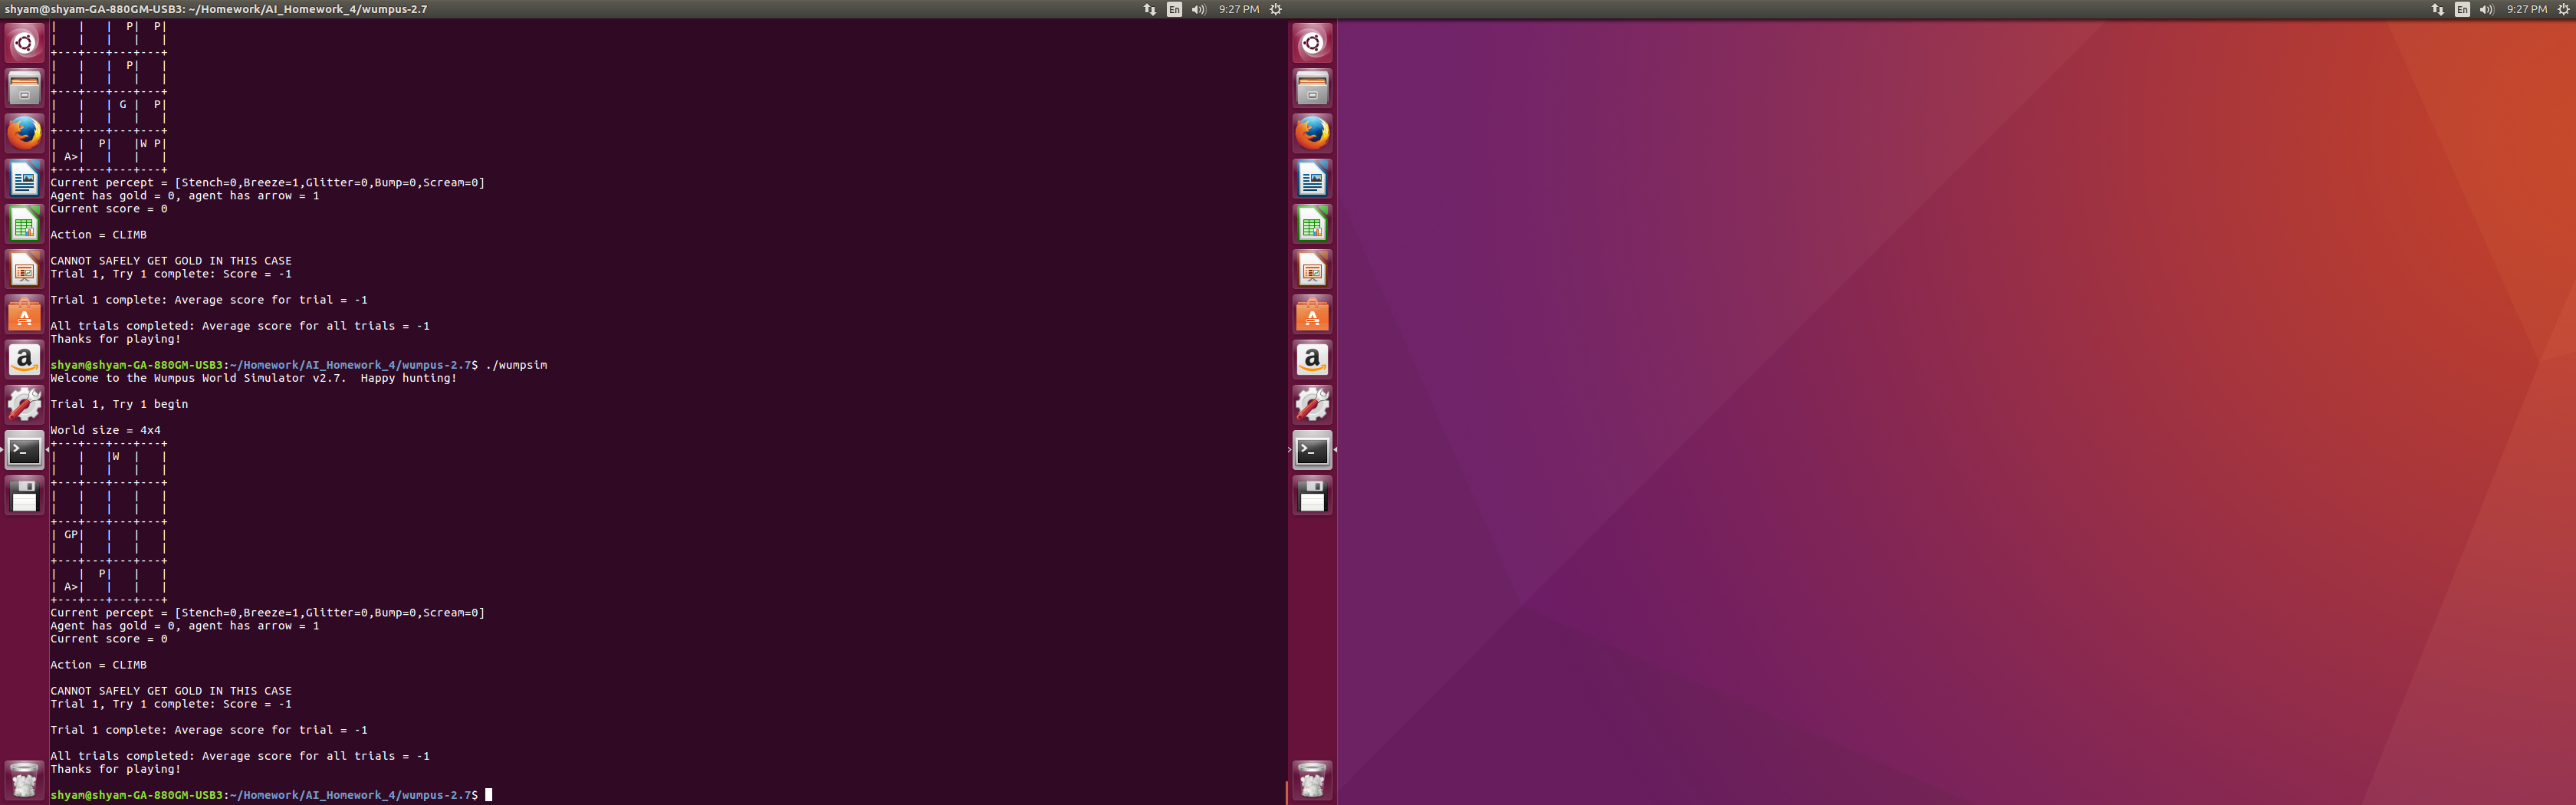 shyam@shyam-GA-880GM-USB3: ~/Homework/AI_Homework_4/wumpus-2.7 En 9:27 PM En 9:27 PM
|   |   |  P|  P|
|   |   |   |   |
+---+---+---+---+
|   |   |  P|   |
|   |   |   |   |
+---+---+---+---+
|   |   | G |  P|
|   |   |   |   |
+---+---+---+---+
|   |  P|   |W P|
| A>|   |   |   |
+---+---+---+---+
Current percept = [Stench=0,Breeze=1,Glitter=0,Bump=0,Scream=0]
Agent has gold = 0, agent has arrow = 1
Current score = 0
Action = CLIMB
CANNOT SAFELY GET GOLD IN THIS CASE
Trial 1, Try 1 complete: Score = -1
Trial 1 complete: Average score for trial = -1
All trials completed: Average score for all trials = -1
Thanks for playing!
shyam@shyam-GA-880GM-USB3:~/Homework/AI_Homework_4/wumpus-2.7$ ./wumpsim
Welcome to the Wumpus World Simulator v2.7.  Happy hunting!
Trial 1, Try 1 begin
World size = 4x4
+---+---+---+---+
|   |   |W  |   |
|   |   |   |   |
+---+---+---+---+
|   |   |   |   |
|   |   |   |   |
+---+---+---+---+
| GP|   |   |   |
|   |   |   |   |
+---+---+---+---+
|   |  P|   |   |
| A>|   |   |   |
+---+---+---+---+
Current percept = [Stench=0,Breeze=1,Glitter=0,Bump=0,Scream=0]
Agent has gold = 0, agent has arrow = 1
Current score = 0
Action = CLIMB
CANNOT SAFELY GET GOLD IN THIS CASE
Trial 1, Try 1 complete: Score = -1
Trial 1 complete: Average score for trial = -1
All trials completed: Average score for all trials = -1
Thanks for playing!
shyam@shyam-GA-880GM-USB3:~/Homework/AI_Homework_4/wumpus-2.7$